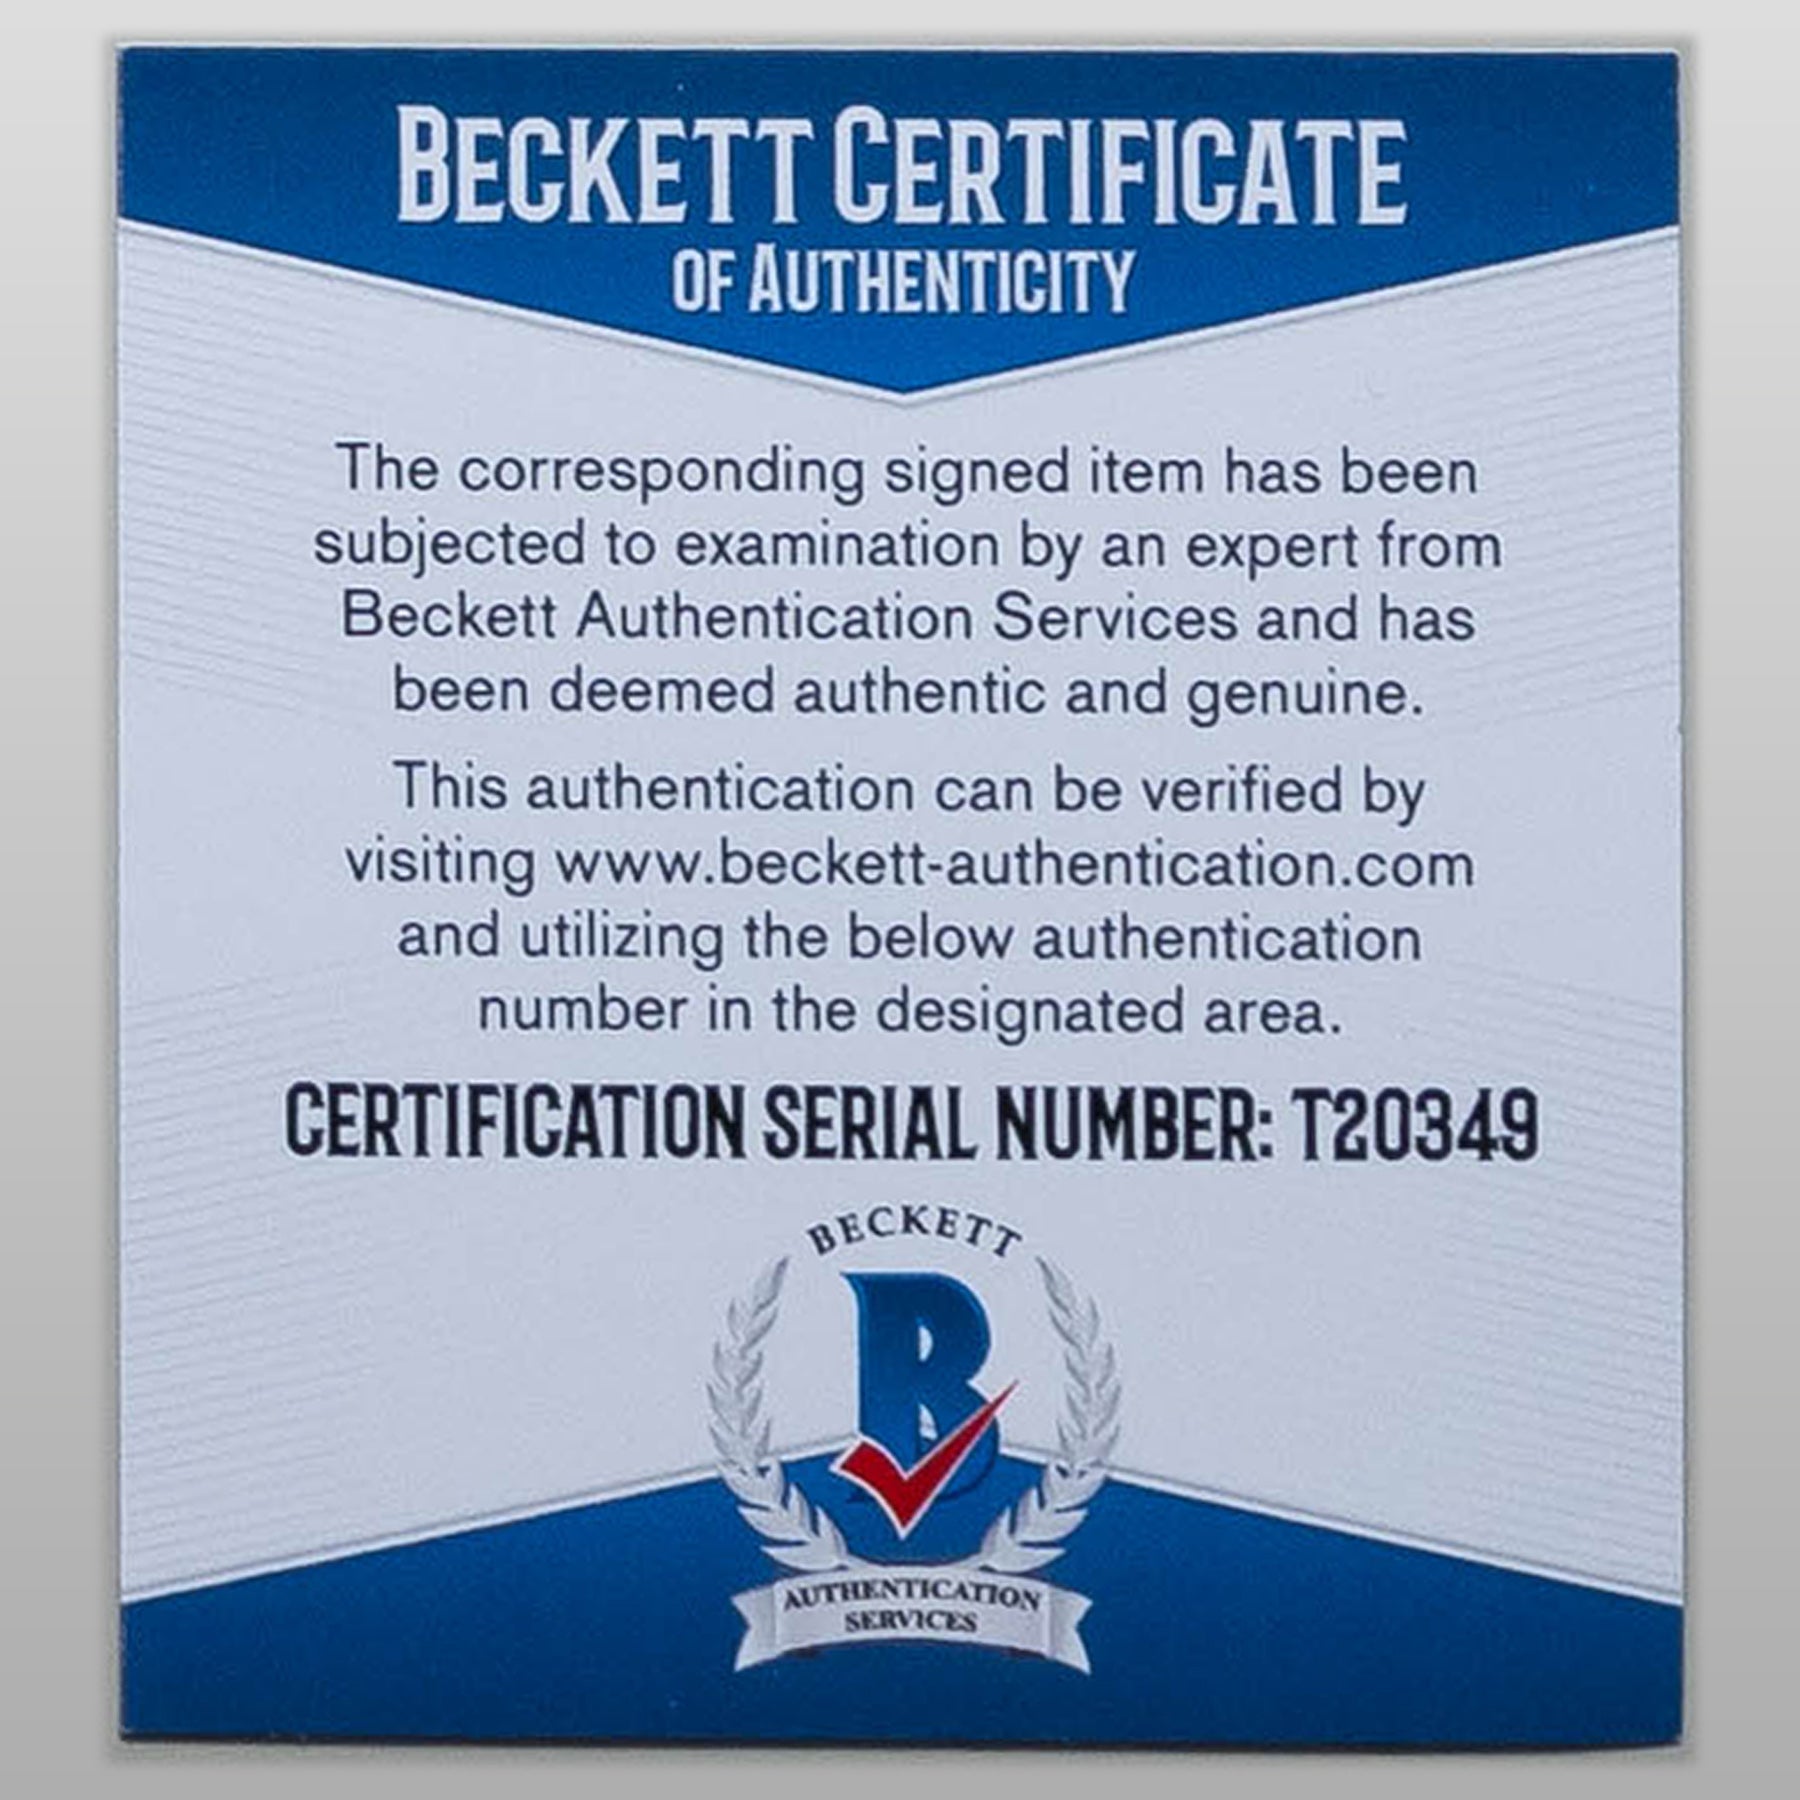 BECKETT CERTIFICATE
OF AUTHENTICITY
The corresponding signed item has been
subjected to examination by an expert from
Beckett Authentication Services and has
been deemed authentic and genuine.
This authentication can be verified by
visiting www.beckett-authentication.com
and utilizing the below authentication
number in the designated area.
CERTIFICATION SERIAL NUMBER: T20349
BECKETT
B
AUTHENTICATION
SERVICES